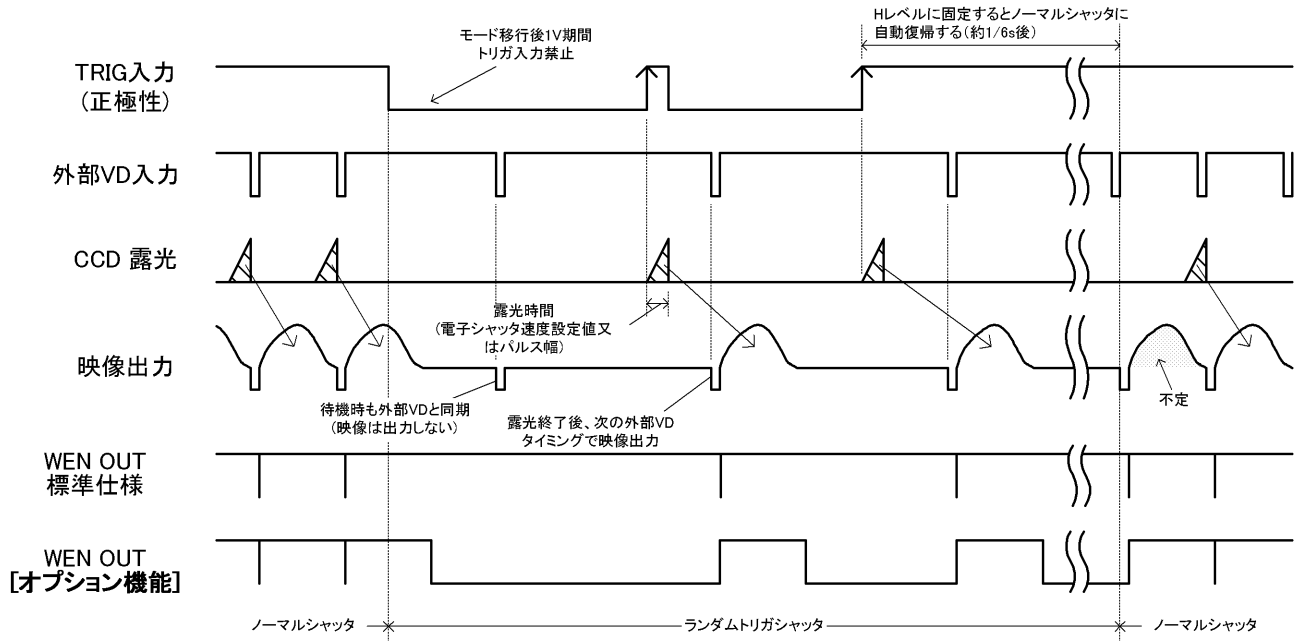 Hレベルに固定するとノーマルシャッタに
自動復帰する(約1/6s後)
モード移行後1V期間
トリガ入力禁止
TRIG入力
(正極性)
外部VD入力
CCD 露光
露光時間
(電子シャッタ速度設定値又
はパルス幅)
映像出力
不定
待機時も外部VDと同期
(映像は出力しない)
露光終了後、次の外部VD
タイミングで映像出力
WEN OUT
標準仕様
WEN OUT
[オプション機能]
ノーマルシャッタ
ランダムトリガシャッタ
ノーマルシャッタ